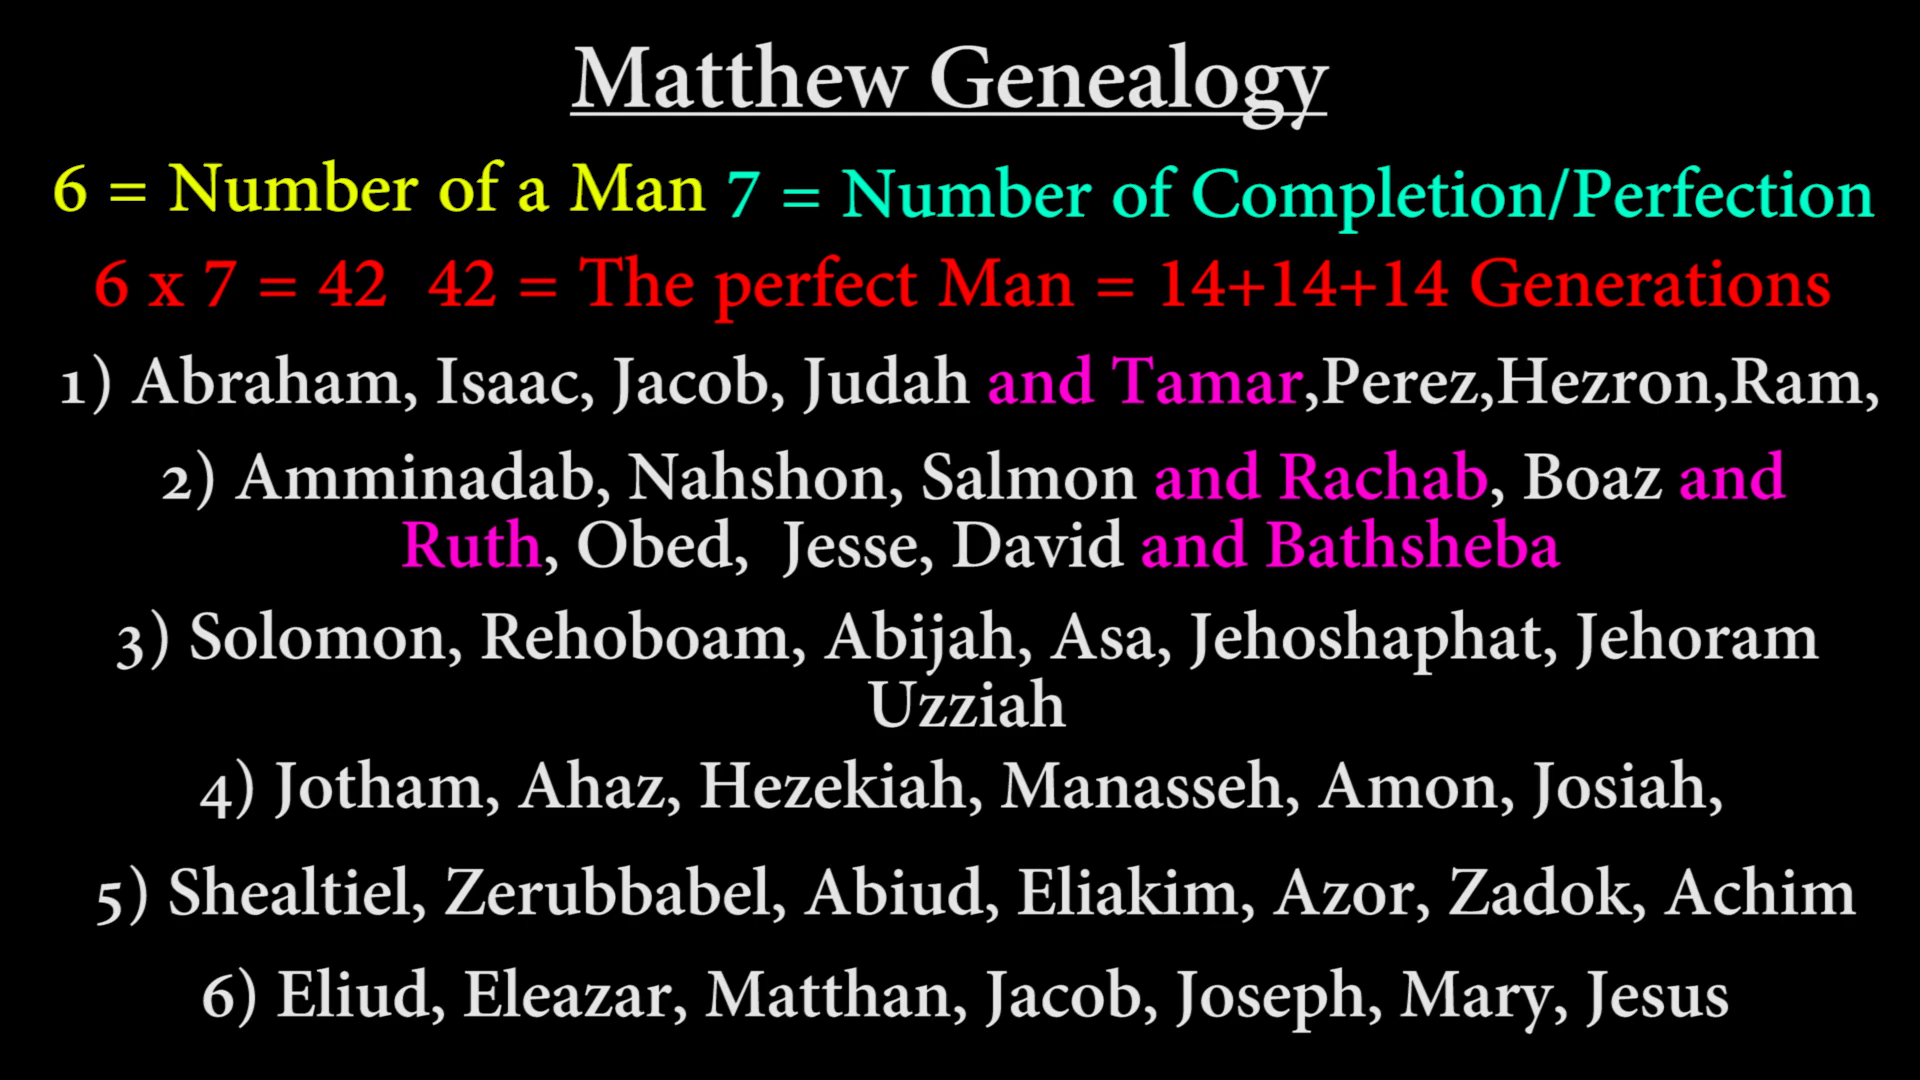 Matthew Genealogy
6 = Number of a Man 7 = Number of Completion/Perfection
6 x 7 = 42 42 = The perfect Man = 14+14+14 Generations
1) Abraham, Isaac, Jacob, Judah and Tamar,Perez,Hezron,Ram,
2) Amminadab, Nahshon, Salmon and Rachab, Boaz and
Ruth, Obed, Jesse, David and Bathsheba
3) Solomon, Rehoboam, Abijah, Asa, Jehoshaphat, Jehoram
Uzziah
4) Jotham, Ahaz, Hezekiah, Manasseh, Amon, Josiah,
5) Shealtiel, Zerubbabel, Abiud, Eliakim, Azor, Zadok, Achim
6) Eliud, Eleazar, Matthan, Jacob, Joseph, Mary, Jesus